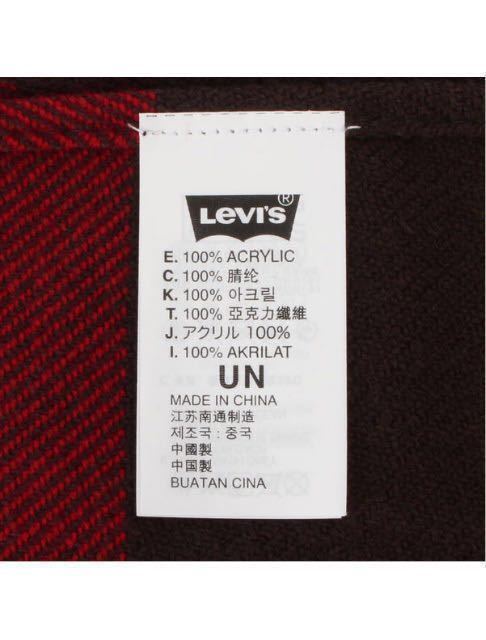 LEVI'S ®
E. 100% ACRYLIC
C. 100% 腈纶
K. 100% 아크릴
T. 100% 亞克力纖維
J. アクリル 100%
I. 100% AKRILAT
UN
MADE IN CHINA
江苏南通制造
제조국 : 중국
中國製
中国製
BUATAN CINA